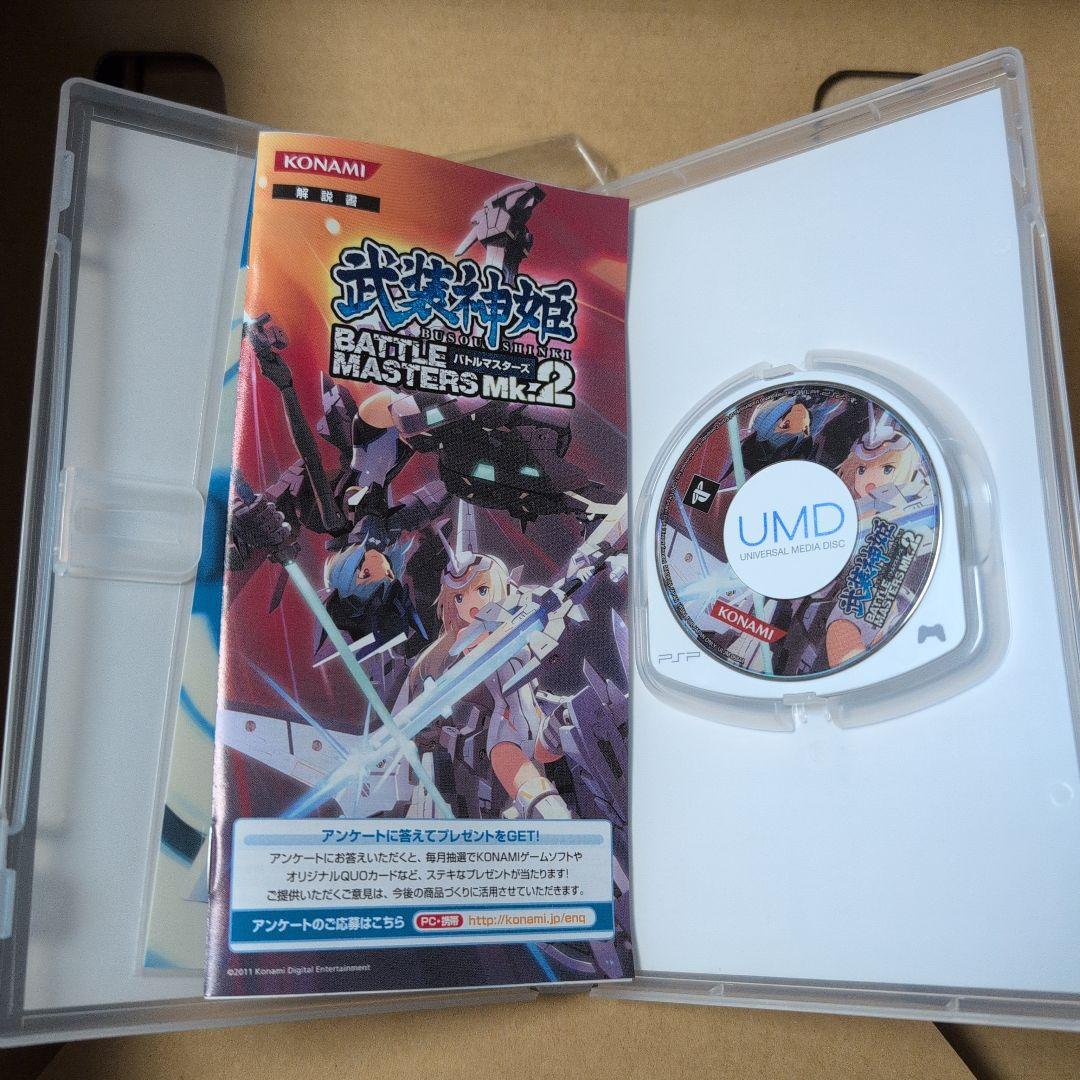 KONAMI
解説書
武装神姫
BUSOU SHINKI
BATTLE
MASTERS Mk.2
バトルマスターズ
アンケートに答えてプレゼントをGET!
アンケートにお答えいただくと、毎月抽選でKONAMIゲームソフトや
オリジナルQUOカードなど、ステキなプレゼントが当たります!
ご提供いただくご意見は、今後の商品づくりに活用させていただきます。
アンケートのご応募はこちら PC・携帯 http://konami.jp/enq
©2011 Konami Digital Entertainment
UMD
UNIVERSAL MEDIA DISC
武装神姫
BATTLE
MASTERS Mk.2
KONAMI
PSP